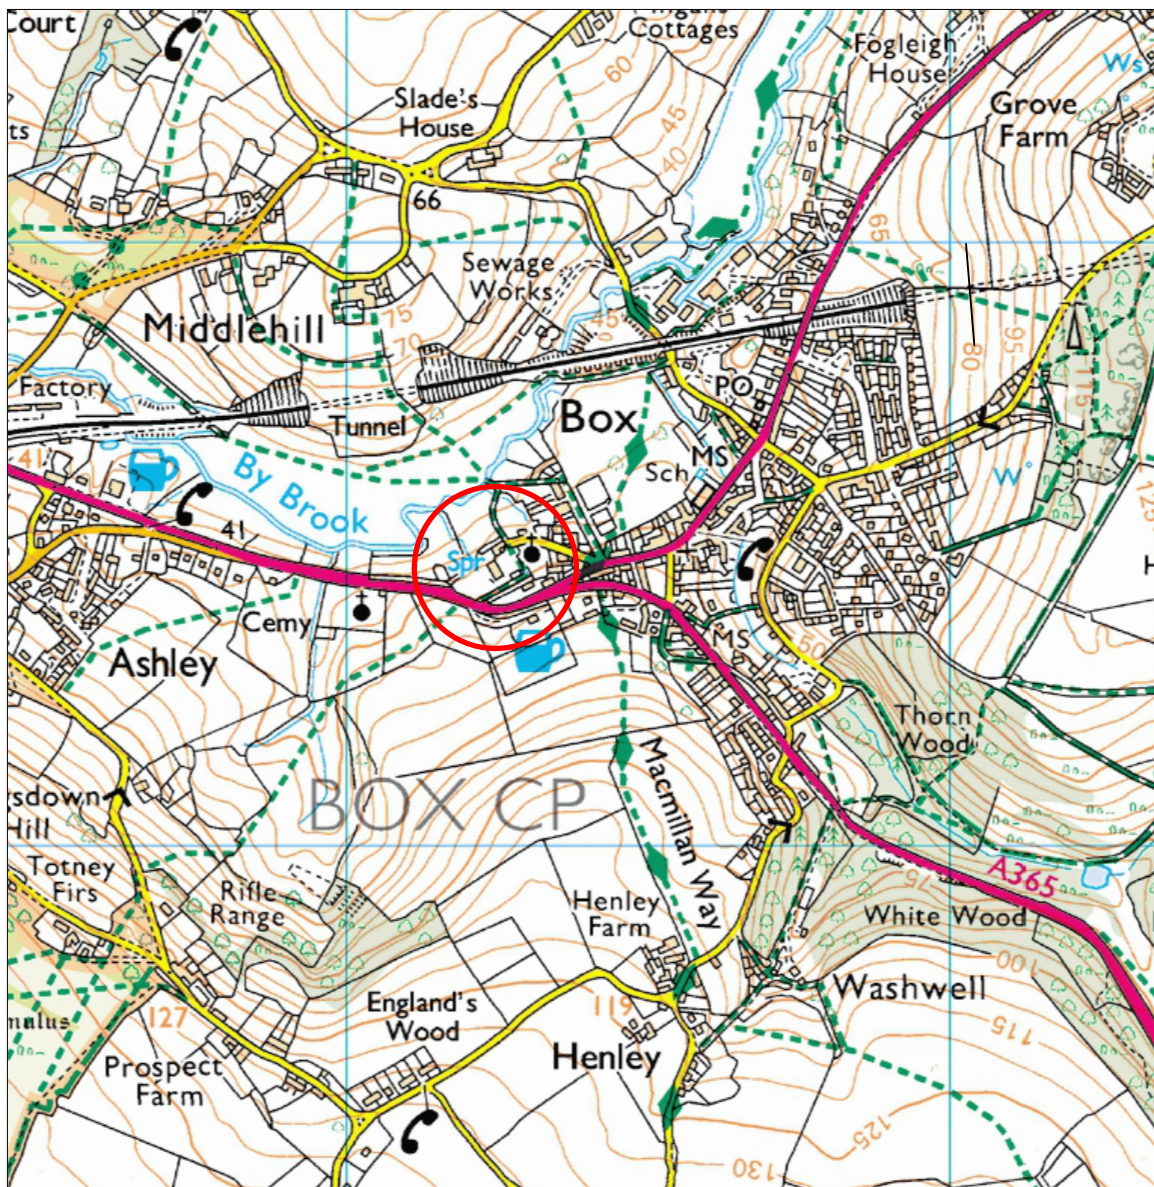 Court
Cottages
Fogleigh
House
Ws
Grove
Farm
Slade's
House
60
45
40
66
65
Sewage
Works
45
Middlehill
75
70
95
80
115
Factory
PO
Box
Tunnel
MS
Sch
W
41
By Brook
41
125
Spr
Cemy
MS
50
Ashley
Thorn
Wood
BOX CP
Macmillan Way
Totney
Firs
Rifle
Range
75
A365
Henley
Farm
White Wood
100
England's
Wood
119
Washwell
127
115
Prospect
Farm
Henley
125
130